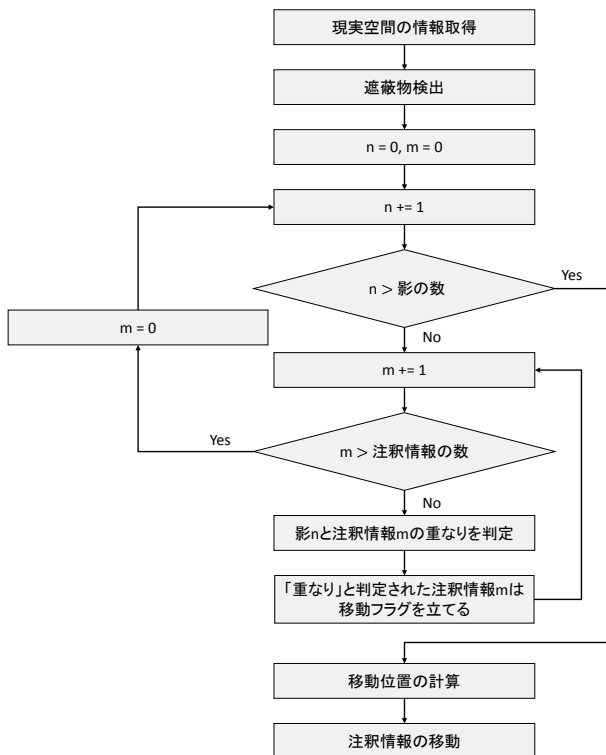 現実空間の情報取得
遮蔽物検出
n = 0, m = 0
n += 1
n > 影の数
Yes
m = 0
No
m += 1
Yes
m > 注釈情報の数
No
影nと注釈情報mの重なりを判定
「重なり」と判定された注釈情報mは
移動フラグを立てる
移動位置の計算
注釈情報の移動